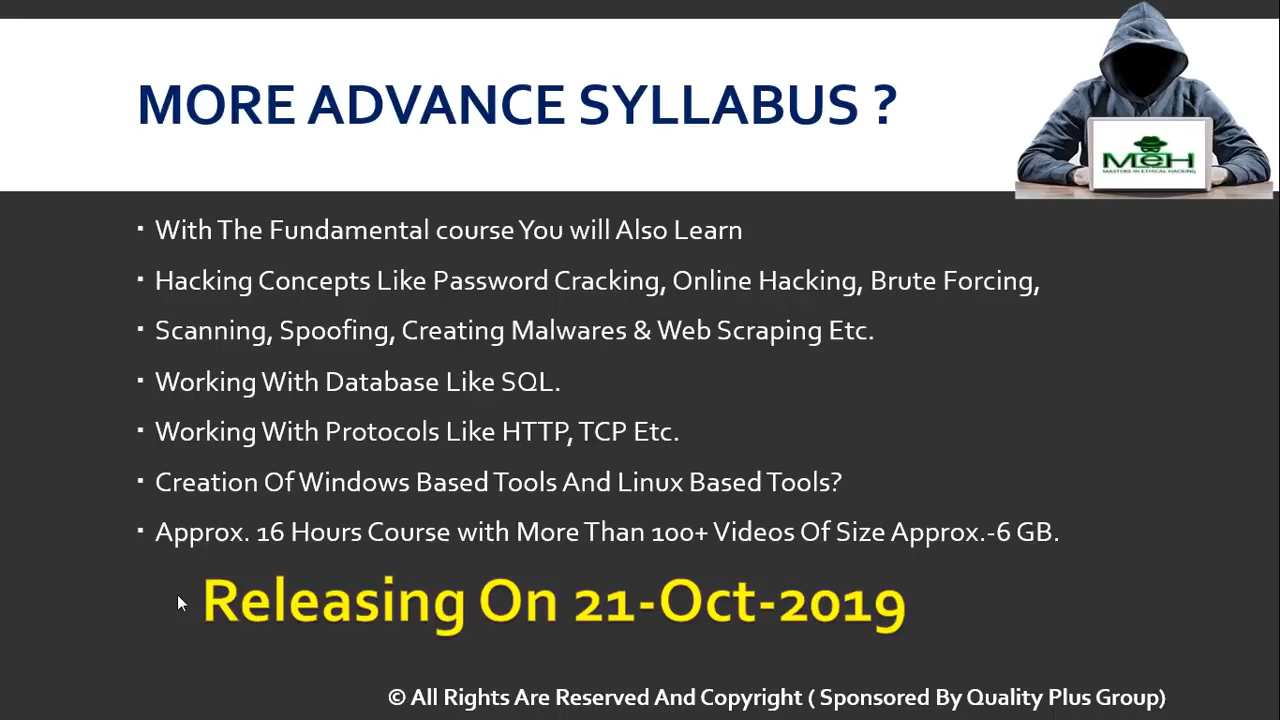 MORE ADVANCE SYLLABUS ?
MeH
MASTERS IN ETHICAL HACKING
▪ With The Fundamental course You will Also Learn
▪ Hacking Concepts Like Password Cracking, Online Hacking, Brute Forcing,
▪ Scanning, Spoofing, Creating Malwares & Web Scraping Etc.
▪ Working With Database Like SQL.
▪ Working With Protocols Like HTTP, TCP Etc.
▪ Creation Of Windows Based Tools And Linux Based Tools?
▪ Approx. 16 Hours Course with More Than 100+ Videos Of Size Approx.-6 GB.
Releasing On 21-Oct-2019
© All Rights Are Reserved And Copyright ( Sponsored By Quality Plus Group)